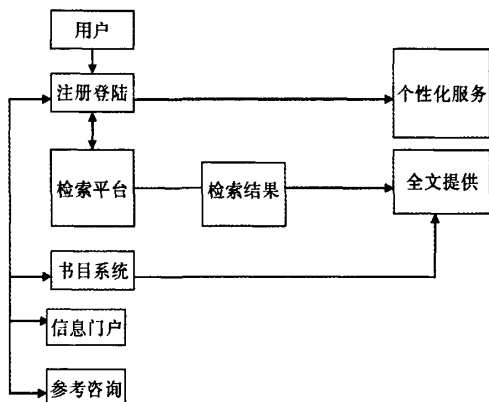 用户
注册登陆
个性化服务
检索平台
检索结果
全文提供
书目系统
信息门户
参考咨询